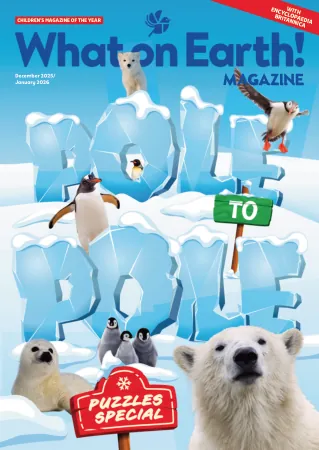 CHILDREN'S MAGAZINE OF THE YEAR
WITH
ENCYCLOPAEDIA
BRITANNICA
What on Earth!
MAGAZINE
December 2025/
January 2026
POLE
TO
POLE
PUZZLES
SPECIAL